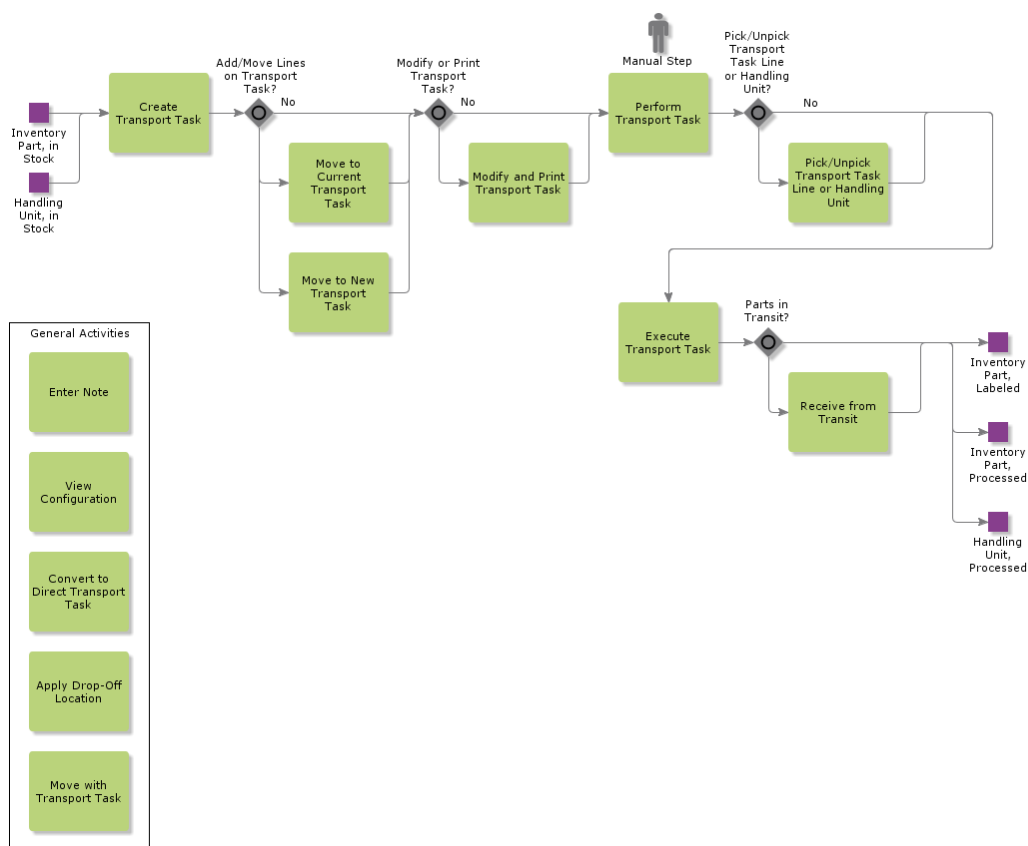 Inventory
Part, in
Stock
Handling
Unit, in
Stock
Create
Transport Task
Add/Move Lines
on Transport
Task?
No
Move to
Current
Transport
Task
Move to New
Transport
Task
Modify or Print
Transport
Task?
No
Modify and Print
Transport Task
Manual Step
Perform
Transport Task
Pick/Unpick
Transport
Task Line
or Handling
Unit?
No
Pick/Unpick
Transport Task
Line or Handling
Unit
Execute
Transport Task
Parts in
Transit?
Receive from
Transit
Inventory
Part,
Labeled
Inventory
Part,
Processed
Handling
Unit,
Processed
General Activities
Enter Note
View
Configuration
Convert to
Direct Transport
Task
Apply Drop-Off
Location
Move with
Transport Task